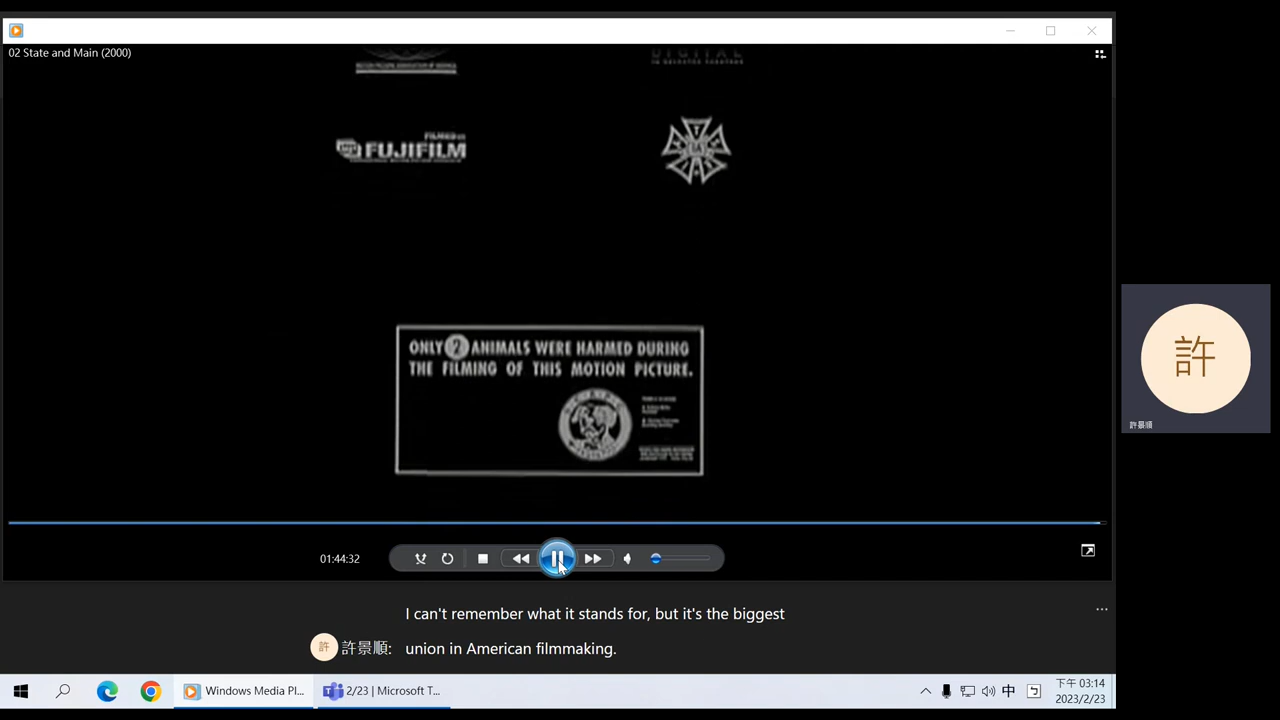 02 State and Main (2000)
DIGITAL
FUJIFILM
ONLY 2 ANIMALS WERE HARMED DURING
THE FILMING OF THIS MOTION PICTURE.
01:44:32
I can't remember what it stands for, but it's the biggest
許 許景順: union in American filmmaking.
許
許景順
Windows Media Pl...
2/23 | Microsoft T...
中
下午 03:14
2023/2/23